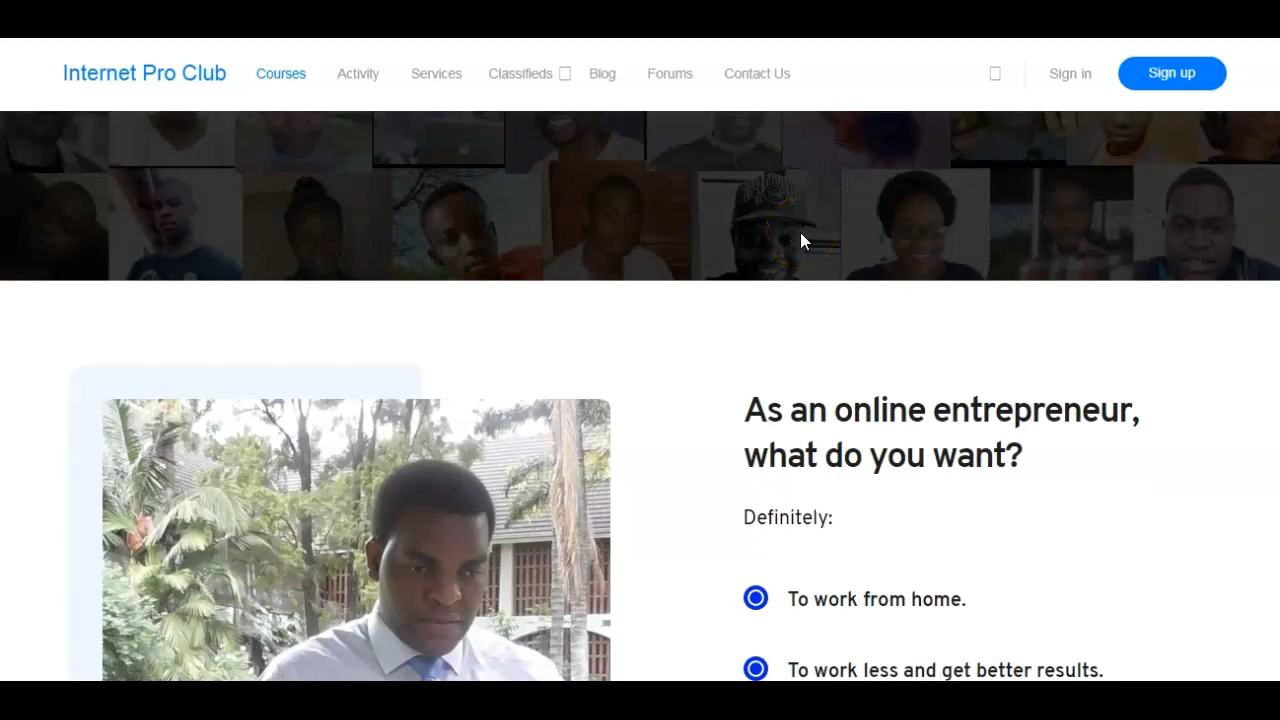 Internet Pro Club
Courses
Activity
Services
Classifieds
Blog
Forums
Contact Us
Sign in
Sign up
As an online entrepreneur,
what do you want?
Definitely:
To work from home.
To work less and get better results.